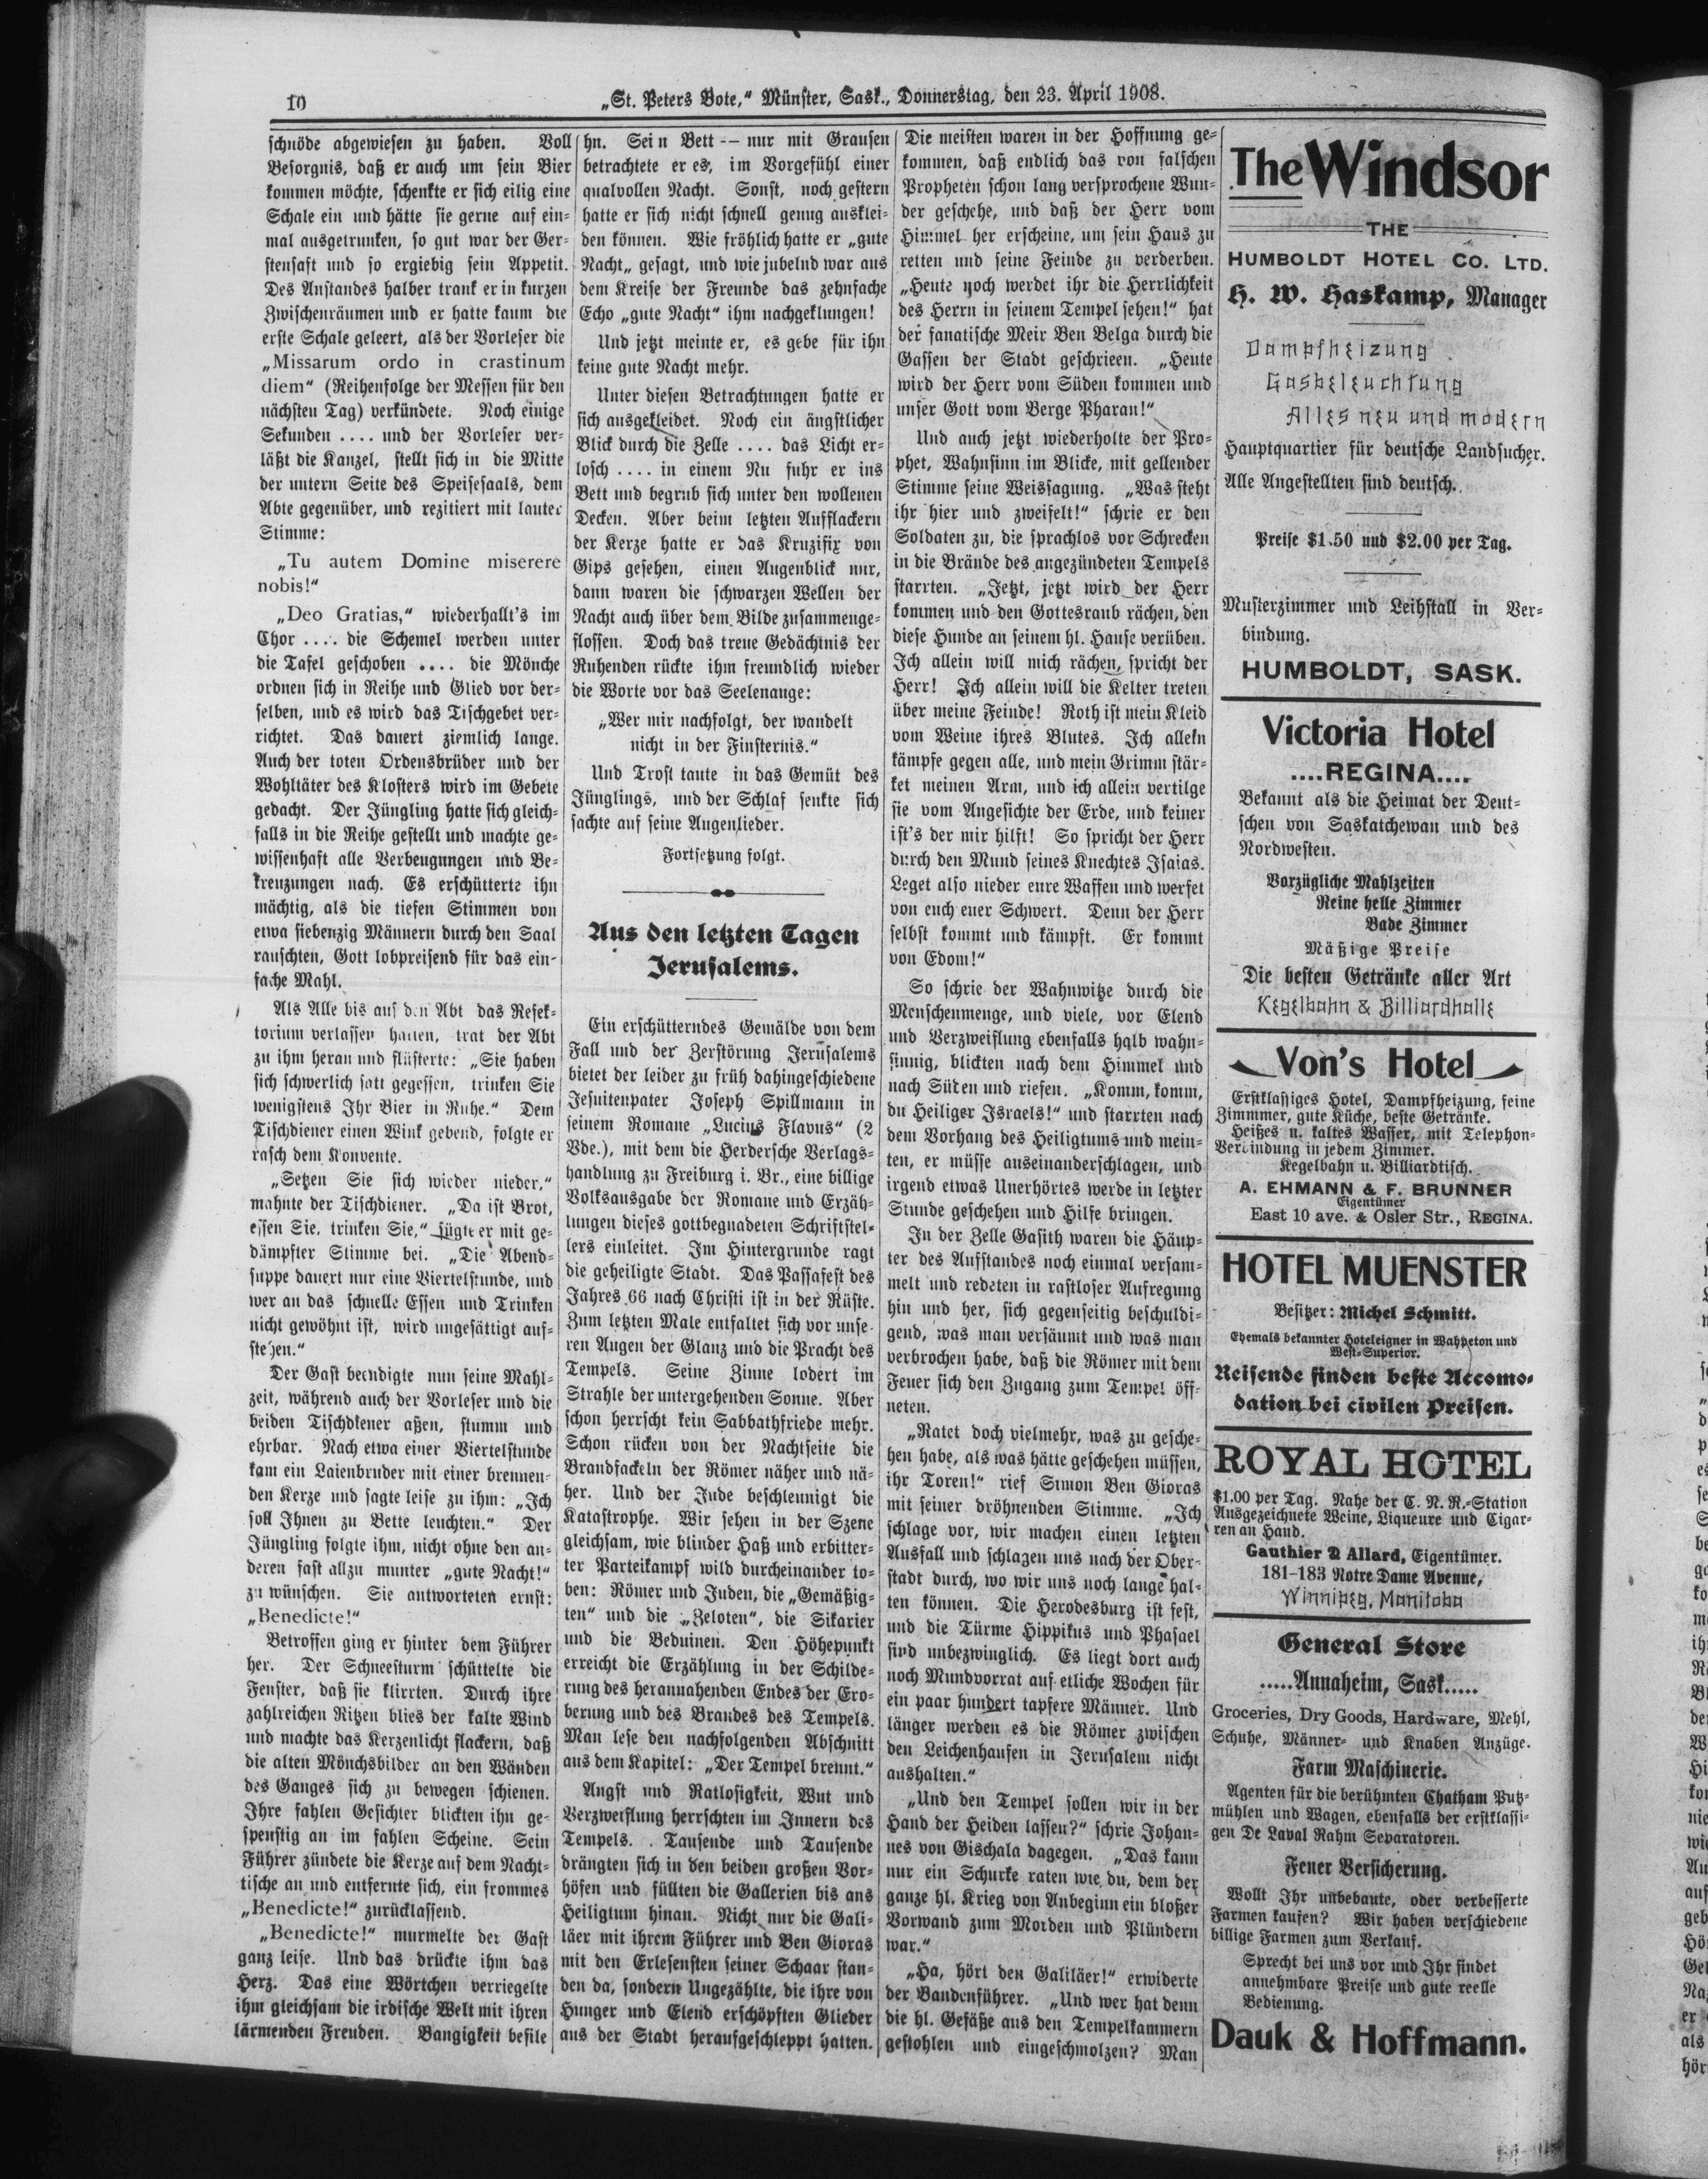 10
„St. Peters Bote,“ Münster, Sask., Donnerstag, den 23. April 1908.
schnöde abgewiesen zu haben. Voll
Besorgnis, daß er auch um sein Bier
kommen möchte, schenkte er sich eilig eine
Schale ein und hätte sie gerne auf ein-
mal ausgetrunken, so gut war der Ger-
stensaft und so ergiebig sein Appetit.
Des Anstandes halber trank er in kurzen
Zwischenräumen und er hatte kaum die
erste Schale geleert, als der Vorleser die
„Missarum ordo in crastinum
diem“ (Reihenfolge der Messen für den
nächsten Tag) verkündete. Noch einige
Sekunden .... und der Vorleser ver-
läßt die Kanzel, stellt sich in die Mitte
der untern Seite des Speisesaals, dem
Abte gegenüber, und rezitiert mit lauter
Stimme:
„Tu autem Domine miserere
nobis!“
„Deo Gratias,“ wiederhallt's im
Chor .... die Schemel werden unter
die Tafel geschoben .... die Mönche
ordnen sich in Reihe und Glied vor der-
selben, und es wird das Tischgebet ver-
richtet. Das dauert ziemlich lange.
Auch der toten Ordensbrüder und der
Wohltäter des Klosters wird im Gebete
gedacht. Der Jüngling hatte sich gleich-
falls in die Reihe gestellt und machte ge-
wissenhaft alle Verbeugungen und Be-
kreuzungen nach. Es erschütterte ihn
mächtig, als die tiefen Stimmen von
etwa siebenzig Männern durch den Saal
rauschten, Gott lobpreisend für das ein-
fache Mahl.
Als Alle bis auf den Abt das Refek-
torium verlassen hatten, trat der Abt
zu ihm heran und flüsterte: „Sie haben
sich schwerlich satt gegessen, trinken Sie
wenigstens Ihr Bier in Ruhe.“ Dem
Tischdiener einen Wink gebend, folgte er
rasch dem Konvente.
„Setzen Sie sich wieder nieder,“
mahnte der Tischdiener. „Da ist Brot,
essen Sie, trinken Sie,“ fügte er mit ge-
dämpfter Stimme bei. „Die Abend-
suppe dauert nur eine Viertelstunde, und
wer an das schnelle Essen und Trinken
nicht gewöhnt ist, wird ungesättigt auf-
stehen.“
Der Gast beendigte nun seine Mahl-
zeit, während auch der Vorleser und die
beiden Tischdiener aßen, stumm und
ehrbar. Nach etwa einer Viertelstunde
kam ein Laienbruder mit einer brennen-
den Kerze und sagte leise zu ihm: „Ich
soll Ihnen zu Bette leuchten.“ Der
Jüngling folgte ihm, nicht ohne den an-
deren fast allzu munter „gute Nacht!“
zu wünschen. Sie antworteten ernst:
„Benedicte!“
Betroffen ging er hinter dem Führer
her. Der Schneesturm schüttelte die
Fenster, daß sie klirrten. Durch ihre
zahlreichen Ritzen blies der kalte Wind
und machte das Kerzenlicht flackern, daß
die alten Mönchsbilder an den Wänden
des Ganges sich zu bewegen schienen.
Ihre fahlen Gesichter blickten ihn ge-
spenstig an im fahlen Scheine. Sein
Führer zündete die Kerze auf dem Nacht-
tische an und entfernte sich, ein frommes
„Benedicte!“ zurücklassend.
„Benedicte!“ murmelte der Gast
ganz leise. Und das drückte ihm das
Herz. Das eine Wörtchen verriegelte
ihm gleichsam die irdische Welt mit ihren
lärmenden Freuden. Bangigkeit befile
hn. Sein Bett -- nur mit Grausen
betrachtete er es, im Vorgefühl einer
qualvollen Nacht. Sonst, noch gestern
hatte er sich nicht schnell genug ausklei-
den können. Wie fröhlich hatte er „gute
Nacht„ gesagt, und wie jubelnd war aus
dem Kreise der Freunde das zehnfache
Echo „gute Nacht“ ihm nachgeklungen!
Und jetzt meinte er, es gebe für ihn
keine gute Nacht mehr.
Unter diesen Betrachtungen hatte er
sich ausgekleidet. Noch ein ängstlicher
Blick durch die Zelle .... das Licht er-
losch .... in einem Nu fuhr er ins
Bett und begrub sich unter den wollenen
Decken. Aber beim letzten Aufflackern
der Kerze hatte er das Kruzifix von
Gips gesehen, einen Augenblick nur,
dann waren die schwarzen Wellen der
Nacht auch über dem Bilde zusammenge-
flossen. Doch das treue Gedächtnis der
Ruhenden rückte ihm freundlich wieder
die Worte vor das Seelenauge:
„Wer mir nachfolgt, der wandelt
nicht in der Finsternis.“
Und Trost taute in das Gemüt des
Jünglings, und der Schlaf senkte sich
sachte auf seine Augenlieder.
Fortsetzung folgt.
Aus den letzten Tagen
Jerusalems.
Ein erschütterndes Gemälde von dem
Fall und der Zerstörung Jerusalems
bietet der leider zu früh dahingeschiedene
Jesuitenpater Joseph Spillmann in
seinem Romane „Lucius Flavus“ (2
Bde.), mit dem die Herdersche Verlags-
handlung zu Freiburg i. Br., eine billige
Volksausgabe der Romane und Erzäh-
lungen dieses gottbegnadeten Schriftstel-
lers einleitet. Im Hintergrunde ragt
die geheiligte Stadt. Das Passafest des
Jahres 66 nach Christi ist in der Rüste.
Zum letzten Male entfaltet sich vor unse-
ren Augen der Glanz und die Pracht des
Tempels. Seine Zinne lodert im
Strahle der untergehenden Sonne. Aber
schon herrscht kein Sabbathfriede mehr.
Schon rücken von der Nachtseite die
Brandfackeln der Römer näher und nä-
her. Und der Jude beschleunigt die
Katastrophe. Wir sehen in der Szene
gleichsam, wie blinder Haß und erbitter-
ter Parteikampf wild durcheinander to-
ben: Römer und Juden, die „Gemäßig-
ten“ und die „Zeloten“, die Sikarier
und die Beduinen. Den Höhepunkt
erreicht die Erzählung in der Schilde-
rung des herannahenden Endes der Ero-
berung und des Brandes des Tempels.
Man lese den nachfolgenden Abschnitt
aus dem Kapitel: „Der Tempel brennt.“
Angst und Ratlosigkeit, Wut und
Verzweiflung herrschten im Innern des
Tempels. Tausende und Tausende
drängten sich in den beiden großen Vor-
höfen und füllten die Gallerien bis ans
Heiligtum hinan. Nicht nur die Gali-
läer mit ihrem Führer und Ben Gioras
mit den Erlesensten seiner Schaar stan-
den da, sondern Ungezählte, die ihre von
Hunger und Elend erschöpften Glieder
aus der Stadt heraufgeschleppt hatten.
Die meisten waren in der Hoffnung ge-
kommen, daß endlich das von falschen
Propheten schon lang versprochene Wun-
der geschehe, und daß der Herr vom
Himmel her erscheine, um sein Haus zu
retten und seine Feinde zu verderben.
„Heute noch werdet ihr die Herrlichkeit
des Herrn in seinem Tempel sehen!“ hat
der fanatische Meir Ben Belga durch die
Gassen der Stadt geschrieen. „Heute
wird der Herr vom Süden kommen und
unser Gott vom Berge Pharan!“
Und auch jetzt wiederholte der Pro-
phet, Wahnsinn im Blicke, mit gellender
Stimme seine Weissagung. „Was steht
ihr hier und zweifelt!“ schrie er den
Soldaten zu, die sprachlos vor Schrecken
in die Brände des angezündeten Tempels
starrten. „Jetzt, jetzt wird der Herr
kommen und den Gottesraub rächen, den
diese Hunde an seinem hl. Hause verüben.
Ich allein will mich rächen, spricht der
Herr! Ich allein will die Kelter treten
über meine Feinde! Roth ist mein Kleid
vom Weine ihres Blutes. Ich allein
kämpfe gegen alle, und mein Grimm stär-
ket meinen Arm, und ich allein vertilge
sie vom Angesichte der Erde, und keiner
ist's der mir hilft! So spricht der Herr
durch den Mund seines Knechtes Isaias.
Leget also nieder eure Waffen und werfet
von euch euer Schwert. Denn der Herr
selbst kommt und kämpft. Er kommt
von Edom!“
So schrie der Wahnwitze durch die
Menschenmenge, und viele, vor Elend
und Verzweiflung ebenfalls halb wahn-
sinnig, blickten nach dem Himmel und
nach Süden und riefen. „Komm, komm,
du Heiliger Israels!“ und starrten nach
dem Vorhang des Heiligtums und mein-
ten, er müsse auseinanderschlagen, und
irgend etwas Unerhörtes werde in letzter
Stunde geschehen und Hilfe bringen.
In der Zelle Gasith waren die Häup-
ter des Aufstandes noch einmal versam-
melt und redeten in rastloser Aufregung
hin und her, sich gegenseitig beschuldi-
gend, was man versäumt und was man
verbrochen habe, daß die Römer mit dem
Feuer sich den Zugang zum Tempel öff-
neten.
„Ratet doch vielmehr, was zu gesche-
hen habe, als was hätte geschehen müssen,
ihr Toren!“ rief Simon Ben Gioras
mit seiner dröhnenden Stimme. „Ich
schlage vor, wir machen einen letzten
Ausfall und schlagen uns nach der Ober-
stadt durch, wo wir uns noch lange hal-
ten können. Die Herodesburg ist fest,
und die Türme Hippikus und Phasael
sind unbezwinglich. Es liegt dort auch
noch Mundvorrat auf etliche Wochen für
ein paar hundert tapfere Männer. Und
länger werden es die Römer zwischen
den Leichenhaufen in Jerusalem nicht
aushalten.“
„Und den Tempel sollen wir in der
Hand der Heiden lassen?“ schrie Johan-
nes von Gischala dagegen. „Das kann
nur ein Schurke raten wie du, dem der
ganze hl. Krieg von Anbeginn ein bloßer
Vorwand zum Morden und Plündern
war.“
„Ha, hört den Galiläer!“ erwiderte
der Bandenführer. „Und wer hat denn
die hl. Gefäße aus den Tempelkammern
gestohlen und eingeschmolzen? Man
The Windsor
THE
HUMBOLDT HOTEL CO. LTD.
H. W. Haskamp, Manager
Dampfheizung
Gasbeleuchtung
Alles neu und modern
Hauptquartier für deutsche Landsucher.
Alle Angestellten sind deutsch.
Preise $1.50 und $2.00 per Tag.
Musterzimmer und Leihstall in Ver-
bindung.
HUMBOLDT, SASK.
Victoria Hotel
....REGINA....
Bekannt als die Heimat der Deut-
schen von Saskatchewan und des
Nordwesten.
Vorzügliche Mahlzeiten
Reine helle Zimmer
Bade Zimmer
Mäßige Preise
Die besten Getränke aller Art
Kegelbahn & Billiardhalle
Von's Hotel
Erstklassiges Hotel, Dampfheizung, feine
Zimmmer, gute Küche, beste Getränke.
Heißes u. kaltes Wasser, mit Telephon-
Verbindung in jedem Zimmer.
Kegelbahn u. Billiardtisch.
A. EHMANN & F. BRUNNER
Eigentümer
East 10 ave. & Osler Str., REGINA.
HOTEL MUENSTER
Besitzer: Michel Schmitt.
Ehemals bekannter Hoteleigner in Wahpeton und
West-Superior.
Reisende finden beste Accomo-
dation bei civilen Preisen.
ROYAL HOTEL
$1.00 per Tag. Nahe der C. N. R.-Station
Ausgezeichnete Weine, Liqueure und Cigar-
ren an Hand.
Gauthier & Allard, Eigentümer.
181-183 Notre Dame Avenue,
Winnipeg, Manitoba
General Store
.....Annaheim, Sask.....
Groceries, Dry Goods, Hardware, Mehl,
Schuhe, Männer- und Knaben Anzüge.
Farm Maschinerie.
Agenten für die berühmten Chatham Putz-
mühlen und Wagen, ebenfalls der erstklassi-
gen De Laval Rahm Separatoren.
Feuer Versicherung.
Wollt Ihr unbebaute, oder verbesserte
Farmen kaufen? Wir haben verschiedene
billige Farmen zum Verkauf.
Sprecht bei uns vor und Ihr findet
annehmbare Preise und gute reelle
Bedienung.
Dauk & Hoffmann.